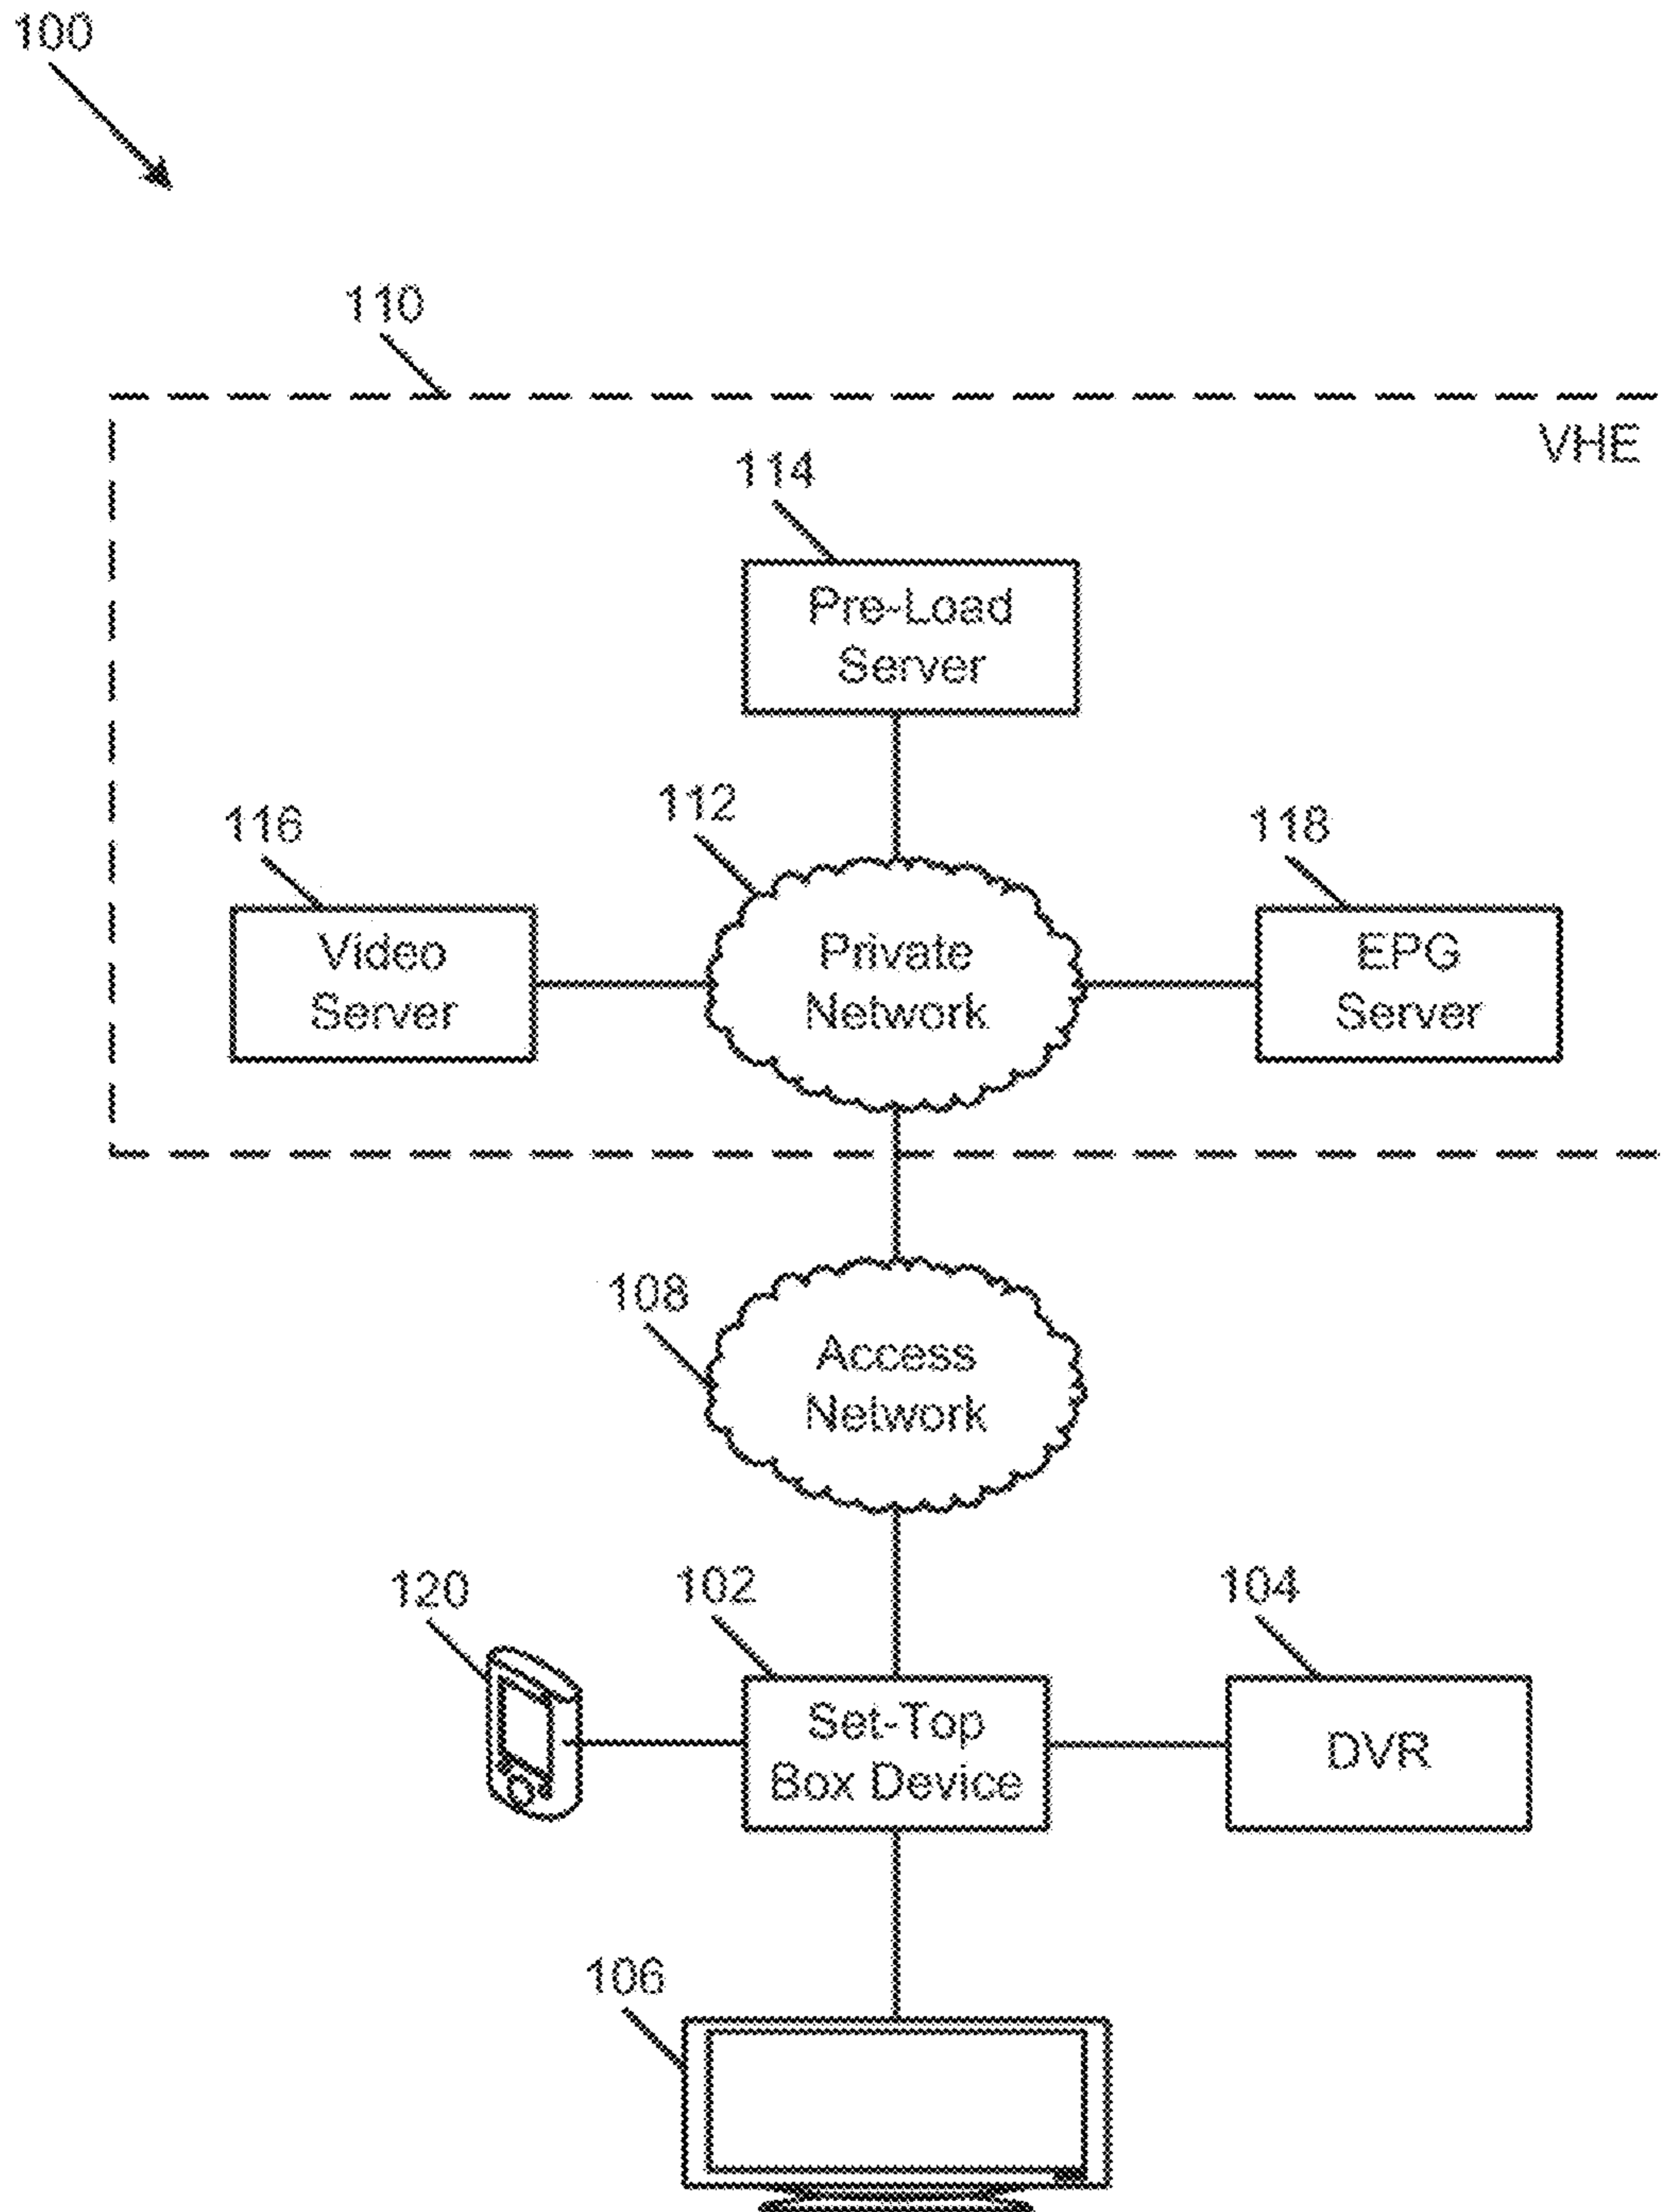 100
110
VHE
114
Pre-Load
Server
112
116
118
Video
Server
Private
Network
EPG
Server
108
Access
Network
120
102
104
Set-Top
Box Device
DVR
106